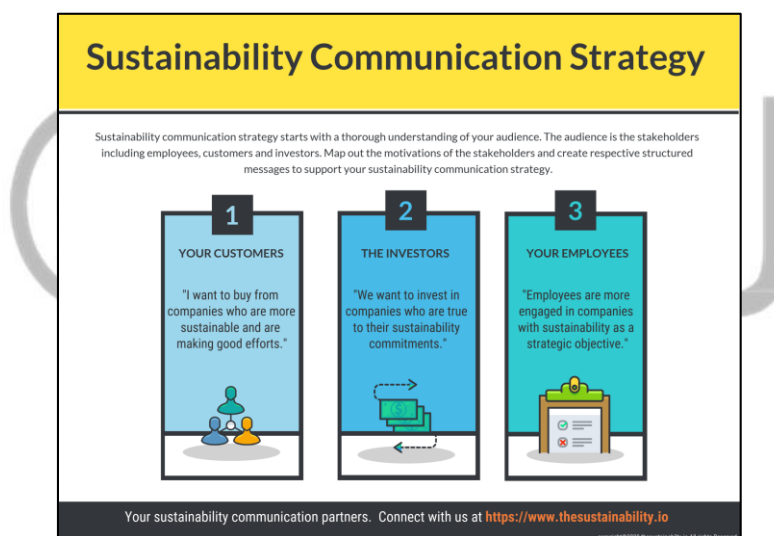 Sustainability Communication Strategy
Sustainability communication strategy starts with a thorough understanding of your audience. The audience is the stakeholders
including employees, customers and investors. Map out the motivations of the stakeholders and create respective structured
messages to support your sustainability communication strategy.
1
YOUR CUSTOMERS
"I want to buy from
companies who are more
sustainable and are
making good efforts."
2
THE INVESTORS
"We want to invest in
companies who are true
to their sustainability
commitments."
3
YOUR EMPLOYEES
"Employees are more
engaged in companies
with sustainability as a
strategic objective."
Your sustainability communication partners. Connect with us at https://www.thesustainability.io